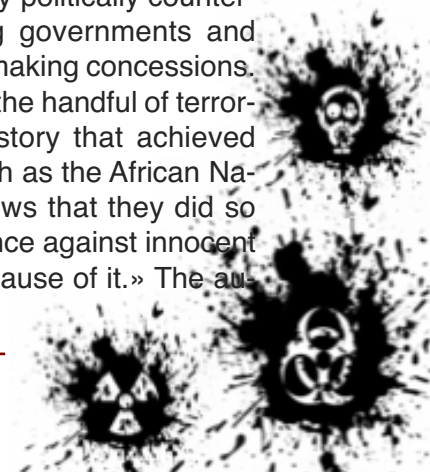 politically counter-
g governments and
making concessions.
the handful of terror-
story that achieved
h as the African Na-
ws that they did so
nce against innocent
ause of it.» The au-